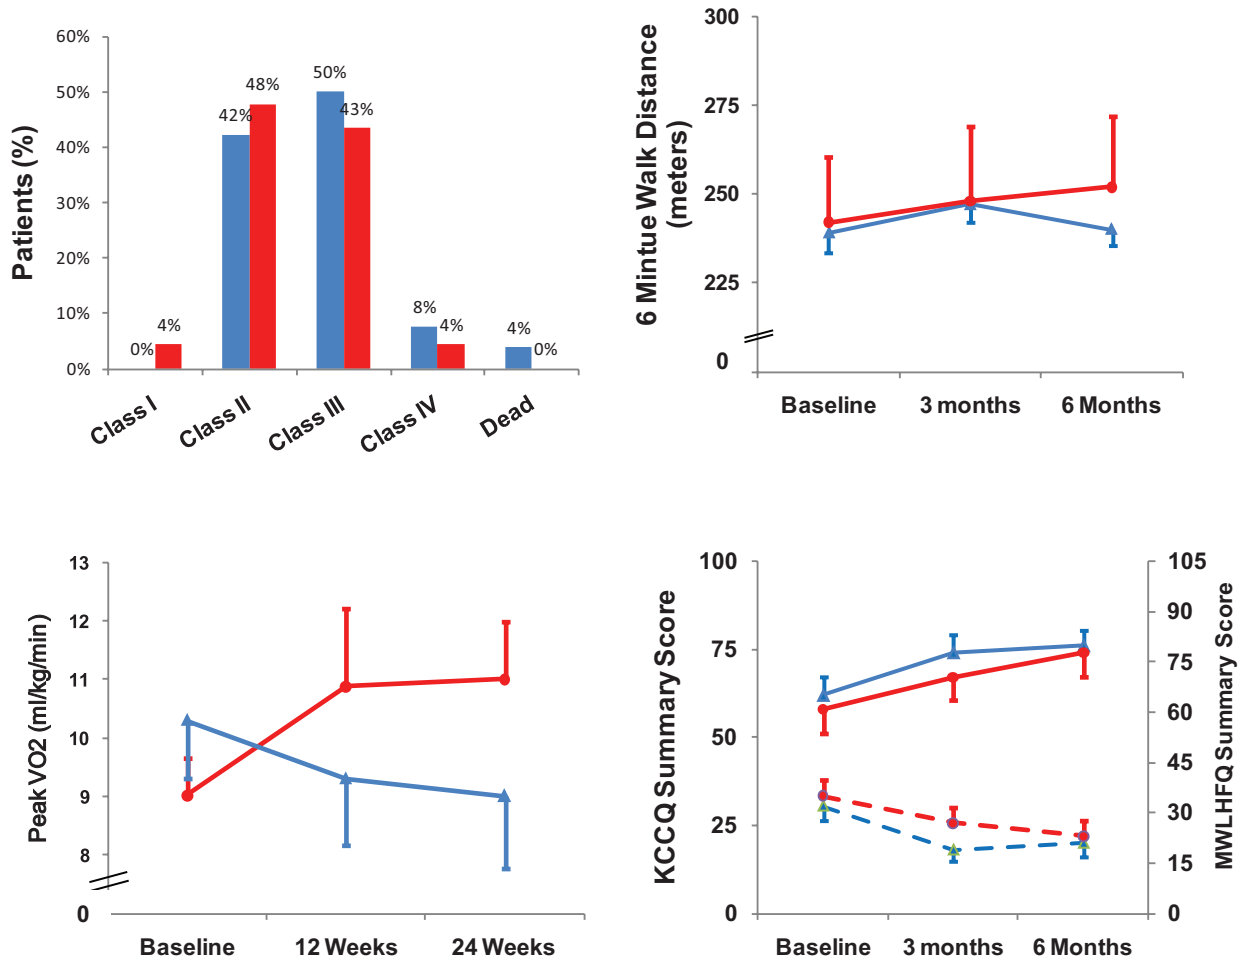 Patients (%)
60%
50%
40%
30%
20%
10%
0%
0%
4%
42%
48%
50%
43%
8%
4%
4%
0%
Class I
Class II
Class III
Class IV
Dead
6 Mintue Walk Distance
(meters)
300
275
250
225
0
Baseline
3 months
6 Months
Peak VO2 (ml/kg/min)
13
12
11
10
9
8
0
Baseline
12 Weeks
24 Weeks
KCCQ Summary Score
100
75
50
25
0
MWLHFQ Summary Score
105
90
75
60
45
30
15
0
Baseline
3 months
6 Months